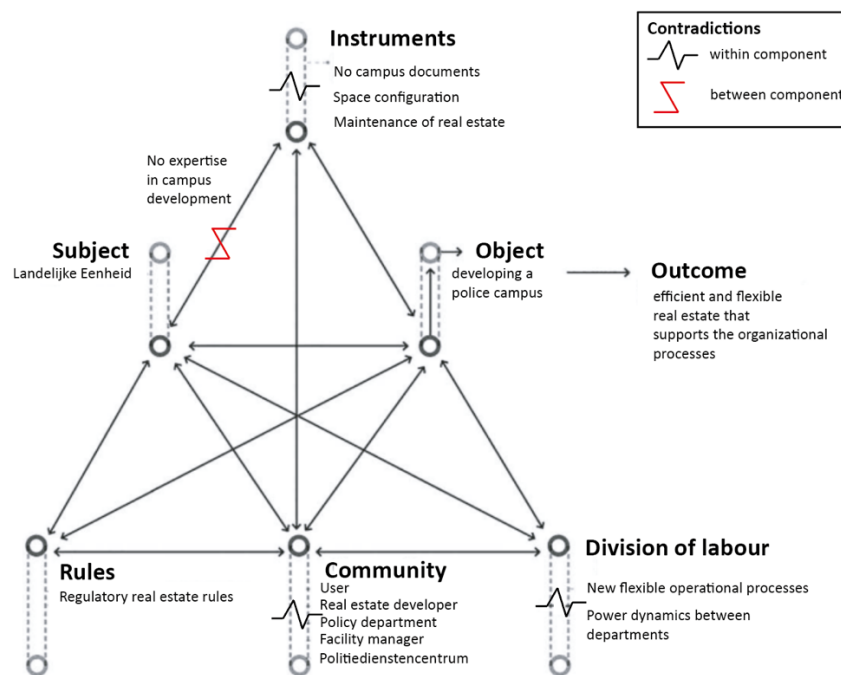 Instruments
No campus documents
Space configuration
Maintenance of real estate
Contradictions
within component
between component
No expertise
in campus
development
Subject
Landelijke Eenheid
Object
developing a
police campus
Outcome
efficient and flexible
real estate that
supports the organizational
processes
Rules
Regulatory real estate rules
Community
User
Real estate developer
Policy department
Facility manager
Politiedienstencentrum
Division of labour
New flexible operational processes
Power dynamics between
departments